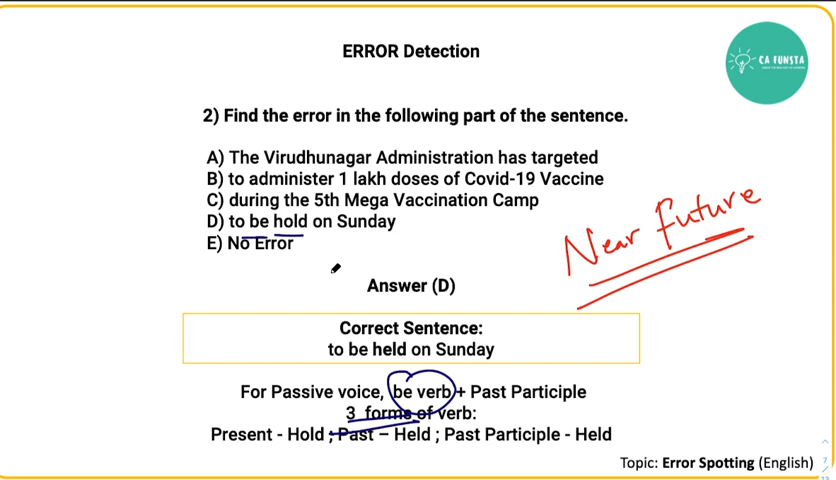 ERROR Detection
CA FUNSTA
2) Find the error in the following part of the sentence.
A) The Virudhunagar Administration has targeted
B) to administer 1 lakh doses of Covid-19 Vaccine
C) during the 5th Mega Vaccination Camp
D) to be hold on Sunday
E) No Error
Near Future
Answer (D)
Correct Sentence:
to be held on Sunday
For Passive voice, be verb + Past Participle
3 forms of verb:
Present - Hold ; Past – Held ; Past Participle - Held
Topic: Error Spotting (English)
7